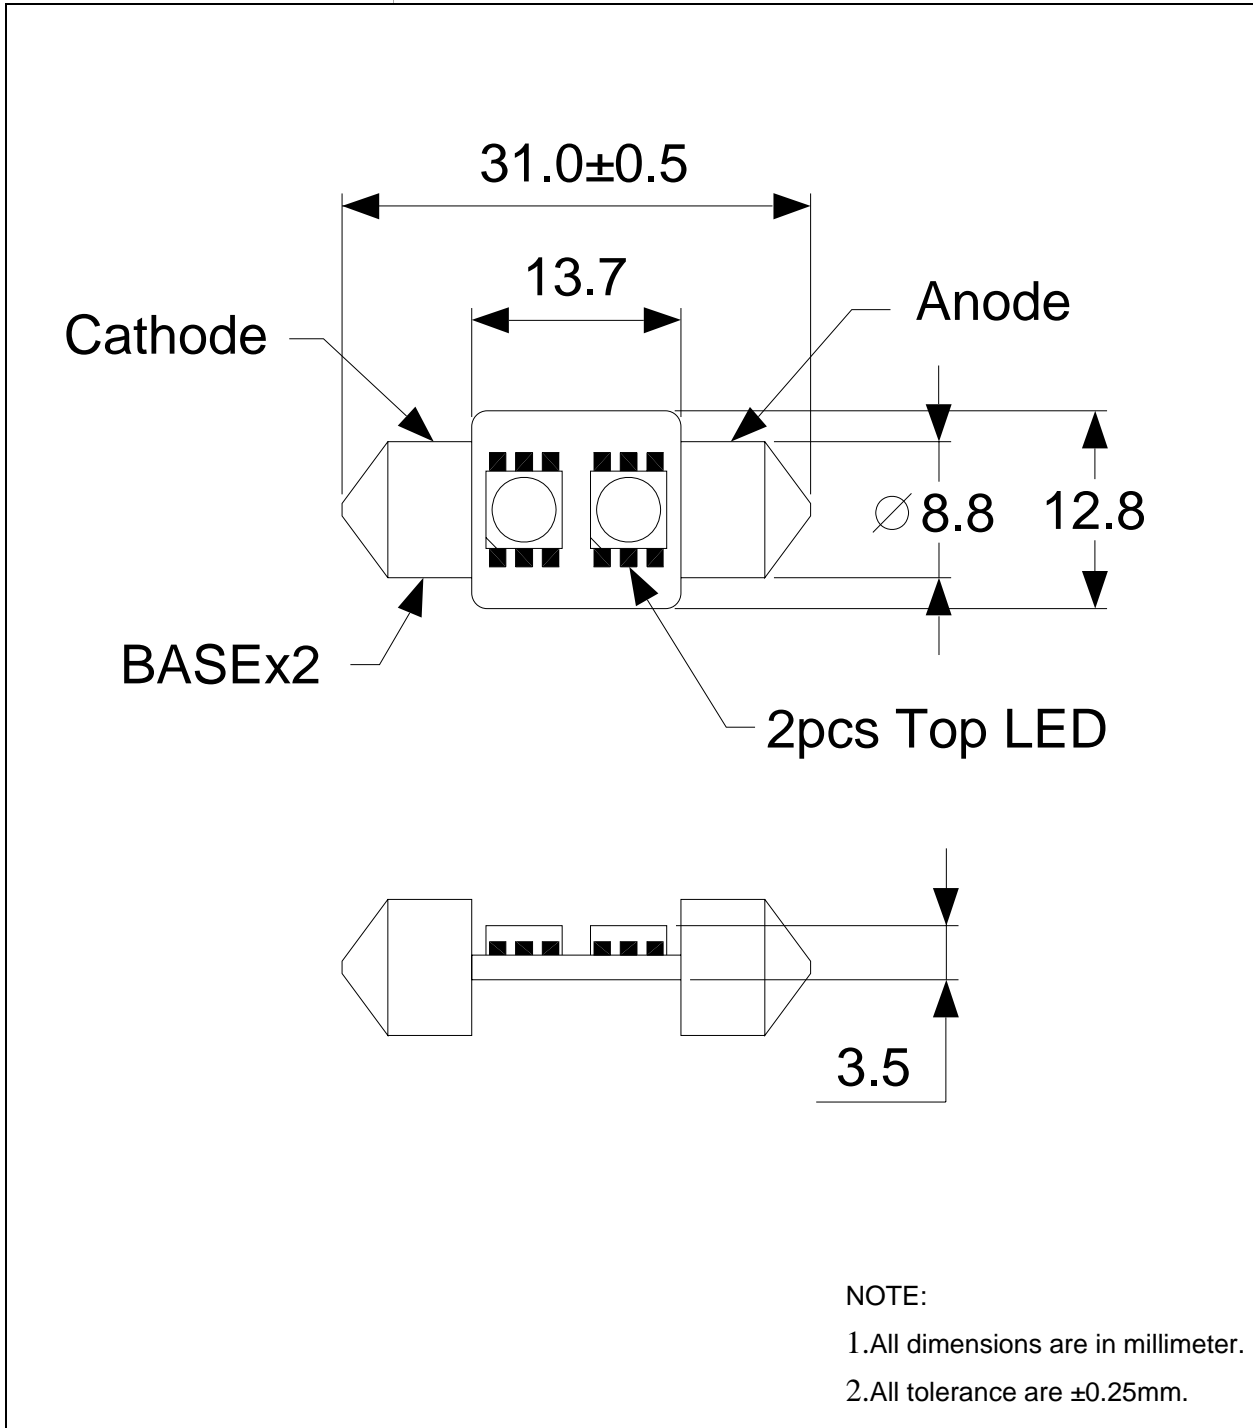 31.0±0.5
13.7
Anode
Cathode
⌀8.8
12.8
BASEx2
2pcs Top LED
3.5
NOTE:
1.All dimensions are in millimeter.
2.All tolerance are ±0.25mm.